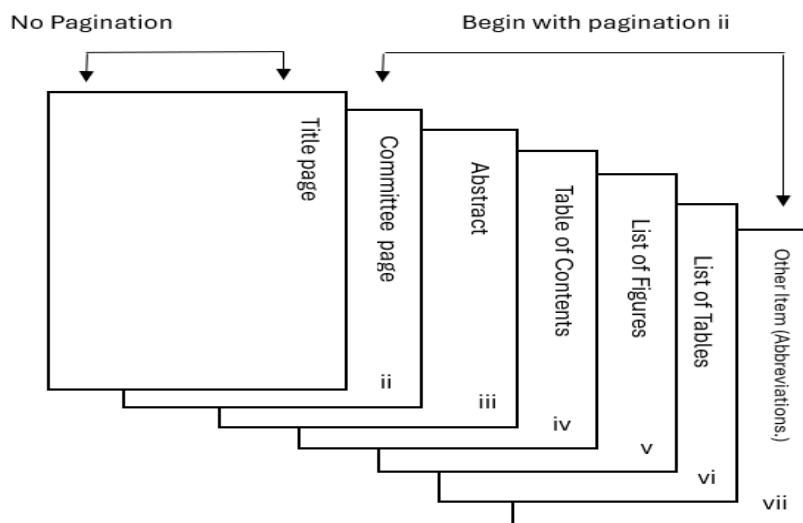 No Pagination
Begin with pagination ii
Title page
Committee page
ii
Abstract
iii
Table of Contents
iv
List of Figures
v
List of Tables
vi
Other Item (Abbreviations.)
vii